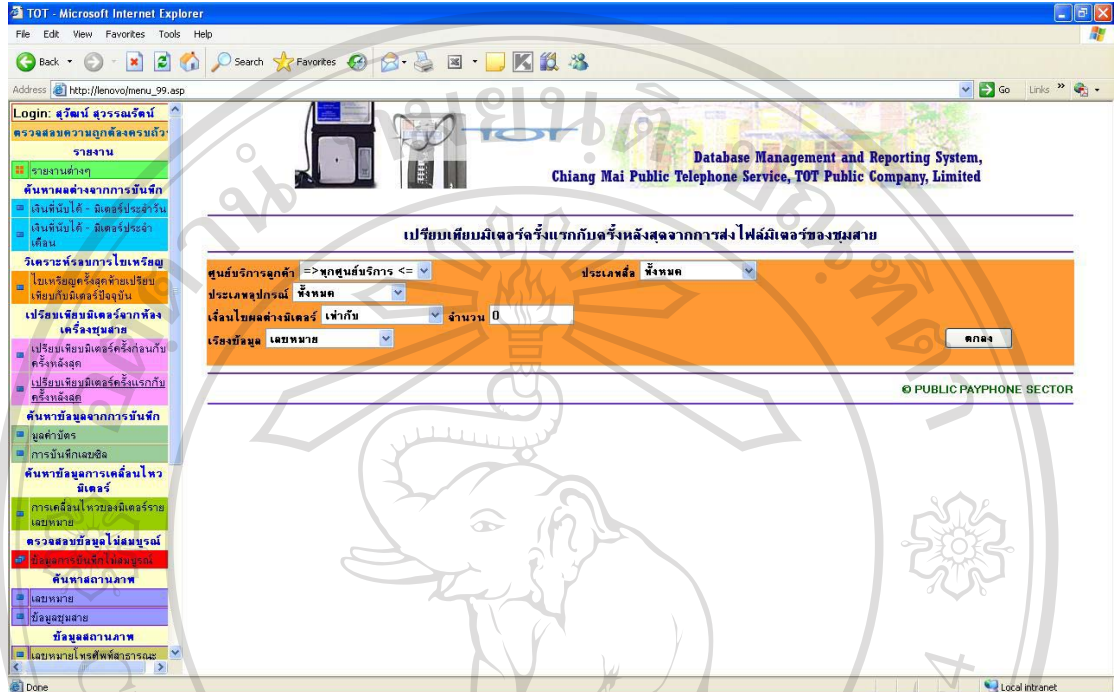 TOT - Microsoft Internet Explorer
File Edit View Favorites Tools Help
Back Search Favorites
Address http://lenovo/menu_99.asp Go Links »
Login: สุวัฒน์ สุวรรณรัตน์
ตรวจสอบความถูกต้องครบถ้ว
รายงาน
รายงานต่างๆ
ค้นหาผลต่างจากการบันทึก
เงินที่นับได้ - มิเตอร์ประจำวัน
เงินที่นับได้ - มิเตอร์ประจำ
เดือน
วิเคราะห์รอบการไขเหรียญ
ไขเหรียญครั้งสุดท้ายเปรียบ
เทียบกับมิเตอร์ปัจจุบัน
เปรียบเทียบมิเตอร์จากห้อง
เครื่องชุมสาย
เปรียบเทียบมิเตอร์ครั้งก่อนกับ
ครั้งหลังสุด
เปรียบเทียบมิเตอร์ครั้งแรกกับ
ครั้งหลังสุด
ค้นหาข้อมูลจากการบันทึก
มูลค่าบัตร
การบันทึกเลขซีล
ค้นหาข้อมูลการเคลื่อนไหว
มิเตอร์
การเคลื่อนไหวของมิเตอร์ราย
เลขหมาย
ตรวจสอบข้อมูลไม่สมบูรณ์
ข้อมูลการบันทึกไม่สมบูรณ์
ค้นหาสถานภาพ
เลขหมาย
ข้อมูลชุมสาย
ข้อมูลสถานภาพ
เลขหมายโทรศัพท์สาธารณะ
TOT
Database Management and Reporting System,
Chiang Mai Public Telephone Service, TOT Public Company, Limited
เปรียบเทียบมิเตอร์ครั้งแรกกับครั้งหลังสุดจากการส่งไฟล์มิเตอร์ของชุมสาย
ศูนย์บริการลูกค้า =>ทุกศูนย์บริการ <= ประเภทสื่อ ทั้งหมด
ประเภทอุปกรณ์ ทั้งหมด
เงื่อนไขผลต่างมิเตอร์ เท่ากับ จำนวน 0
เรียงข้อมูล เลขหมาย ตกลง
© PUBLIC PAYPHONE SECTOR
Done Local intranet